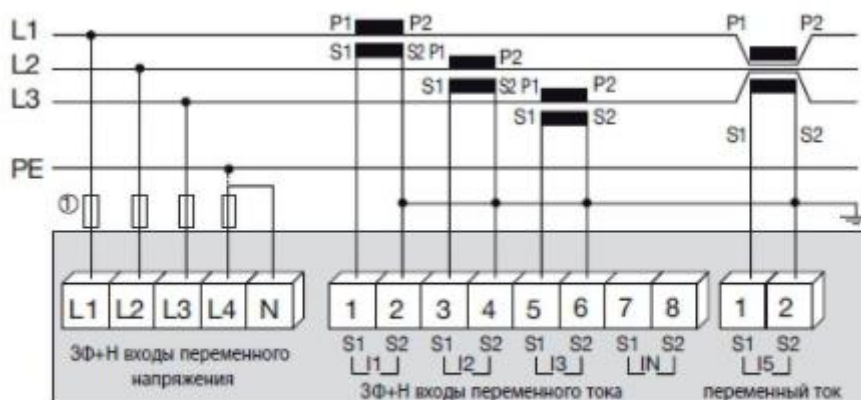 L1 P1 P2 P1 P2
S1 S2 P1 P2
L2
S1 S2 P1 P2
L3
S1 S2
S1 S2
PE
①
L1 L2 L3 L4 N 1 2 3 4 5 6 7 8 1 2
S1 S2 S1 S2 S1 S2 S1 S2 S1 S2
I1 I2 I3 IN I5
3Ф+Н входы переменного
напряжения
3Ф+Н входы переменного тока
переменный ток